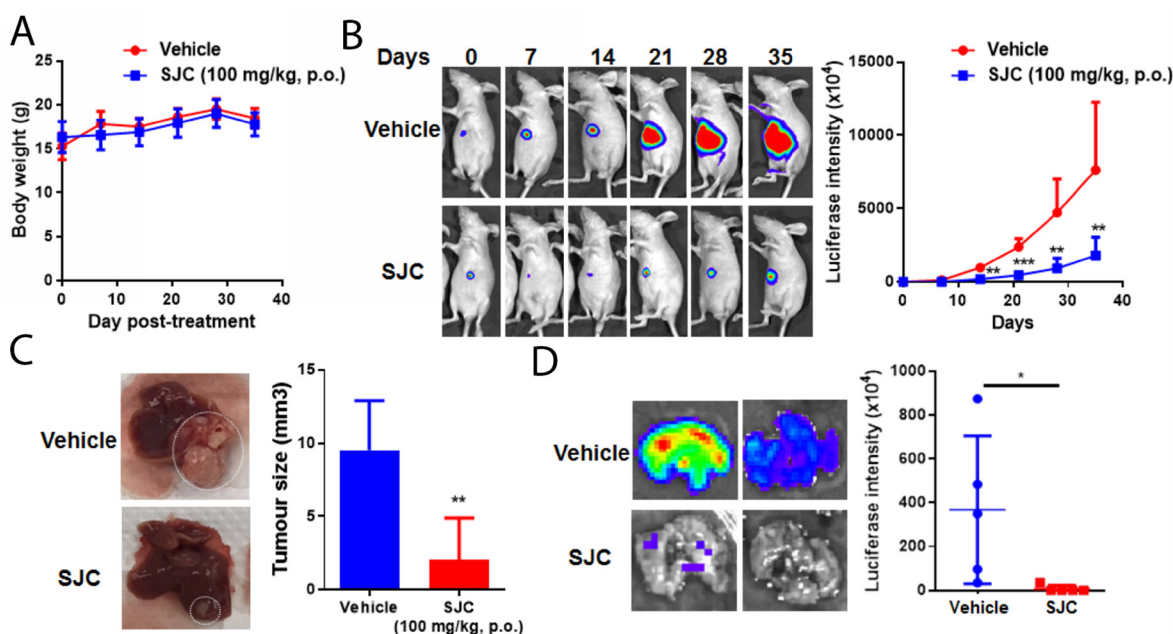 A
Vehicle
SJC (100 mg/kg, p.o.)
Body weight (g)
25
20
15
10
5
0
0 10 20 30 40
Day post-treatment
B
Days 0 7 14 21 28 35
Vehicle
SJC
Vehicle
SJC (100 mg/kg, p.o.)
Luciferase intensity (x10⁴)
15000
10000
5000
0
** *** ** **
0 10 20 30 40
Days
C
Vehicle
SJC
Tumour size (mm3)
15
10
5
0
**
Vehicle SJC
(100 mg/kg, p.o.)
D
Vehicle
SJC
Luciferase intensity (x10⁴)
1000
800
600
400
200
0
*
Vehicle SJC